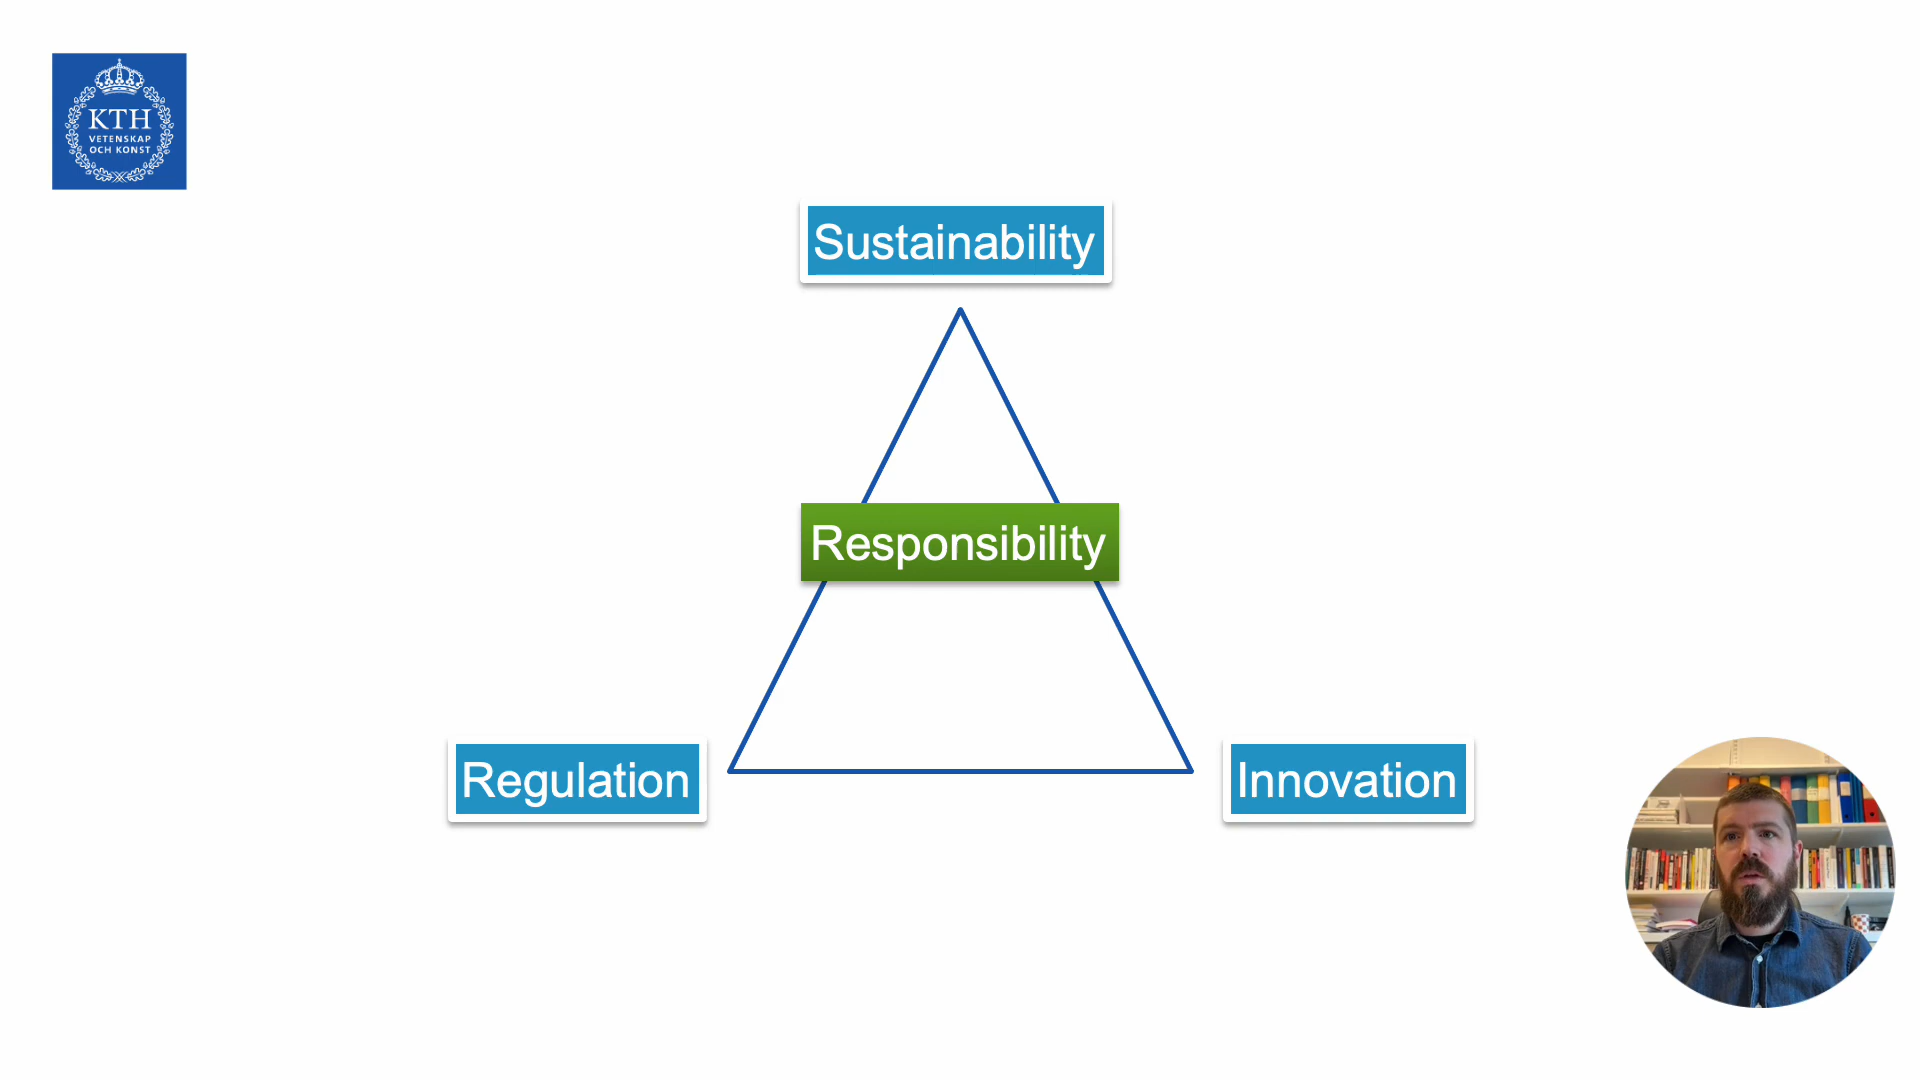 KTH
VETENSKAP
OCH KONST
Sustainability
Responsibility
Regulation
Innovation